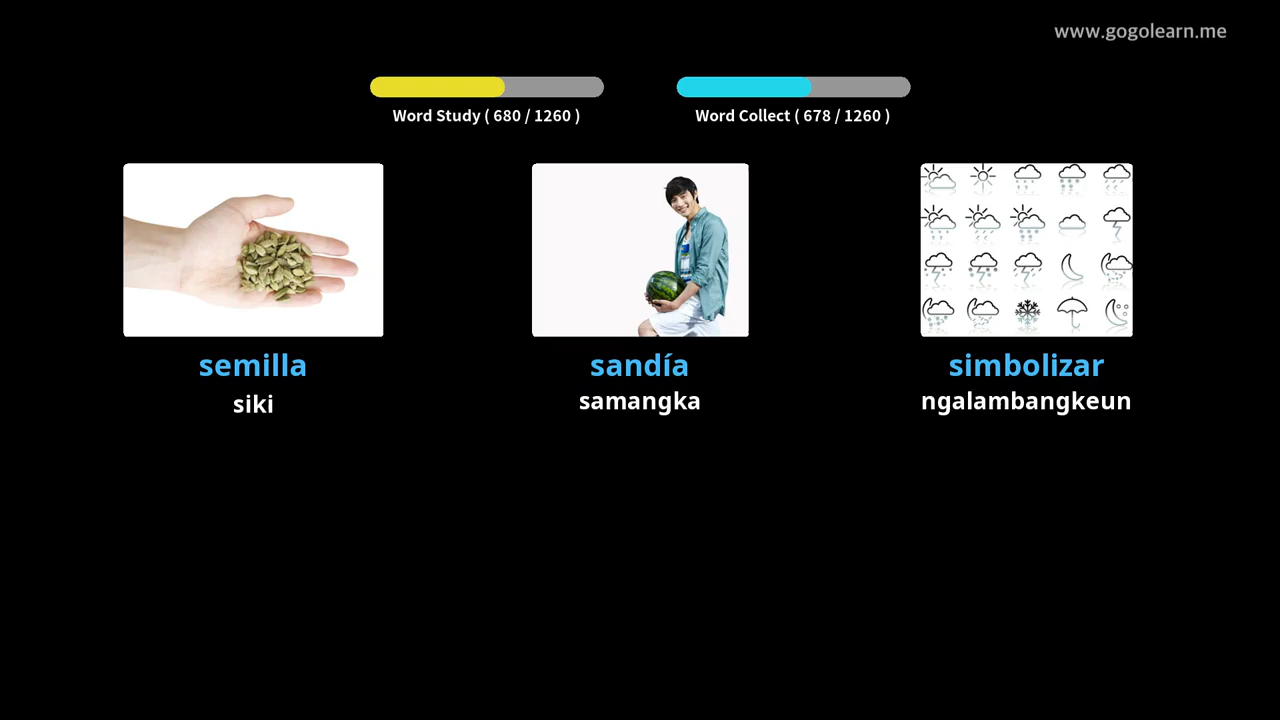 www.gogolearn.me
Word Study ( 680 / 1260 )
Word Collect ( 678 / 1260 )
semilla
siki
sandía
samangka
simbolizar
ngalambangkeun